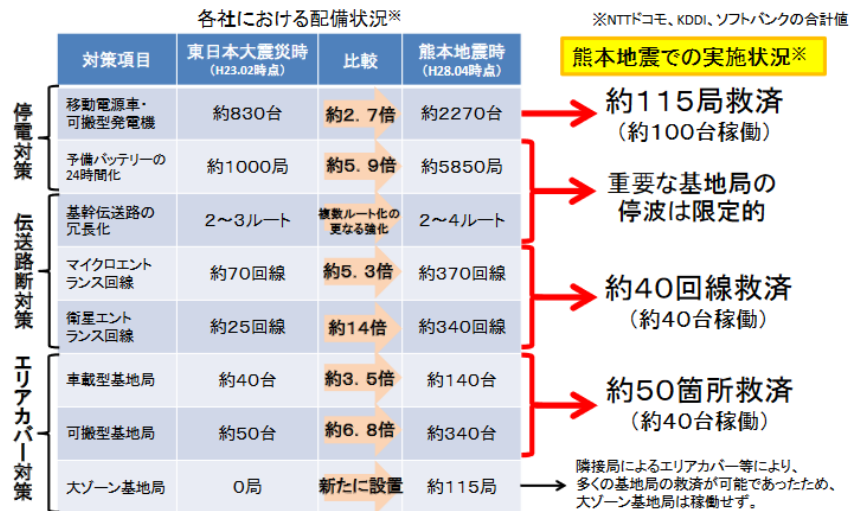 各社における配備状況※
※NTTドコモ、KDDI、ソフトバンクの合計値
対策項目
東日本大震災時
(H23.02時点)
比較
熊本地震時
(H28.04時点)
熊本地震での実施状況※
停電対策
移動電源車・
可搬型発電機
約830台
約2.7倍
約2270台
約115局救済
(約100台稼働)
予備バッテリーの
24時間化
約1000局
約5.9倍
約5850局
重要な基地局の
停波は限定的
伝送路断対策
基幹伝送路の
冗長化
2~3ルート
複数ルート化の
更なる強化
2~4ルート
マイクロエント
ランス回線
約70回線
約5.3倍
約370回線
約40回線救済
(約40台稼働)
衛星エント
ランス回線
約25回線
約14倍
約340回線
エリアカバー対策
車載型基地局
約40台
約3.5倍
約140台
約50箇所救済
(約40台稼働)
可搬型基地局
約50台
約6.8倍
約340台
大ゾーン基地局
0局
新たに設置
約115局
隣接局によるエリアカバー等により、
多くの基地局の救済が可能であったため、
大ゾーン基地局は稼働せず。